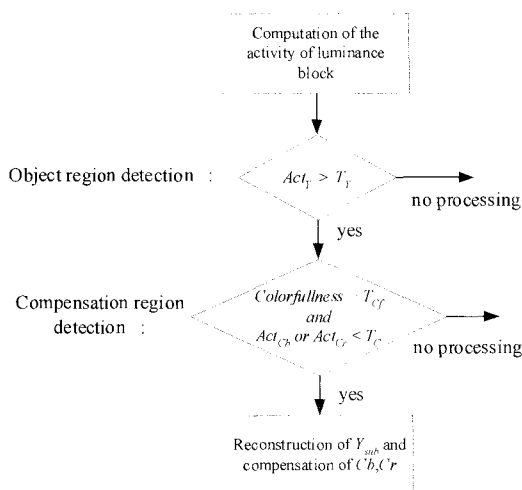 Computation of the
activity of luminance
block
Object region detection :
Act_Y > T_Y
no processing
yes
Compensation region
detection :
Colorfullness T_Cf
and
Act_Cb or Act_Cr < T_C
no processing
yes
Reconstruction of Y_sub and
compensation of Cb,Cr